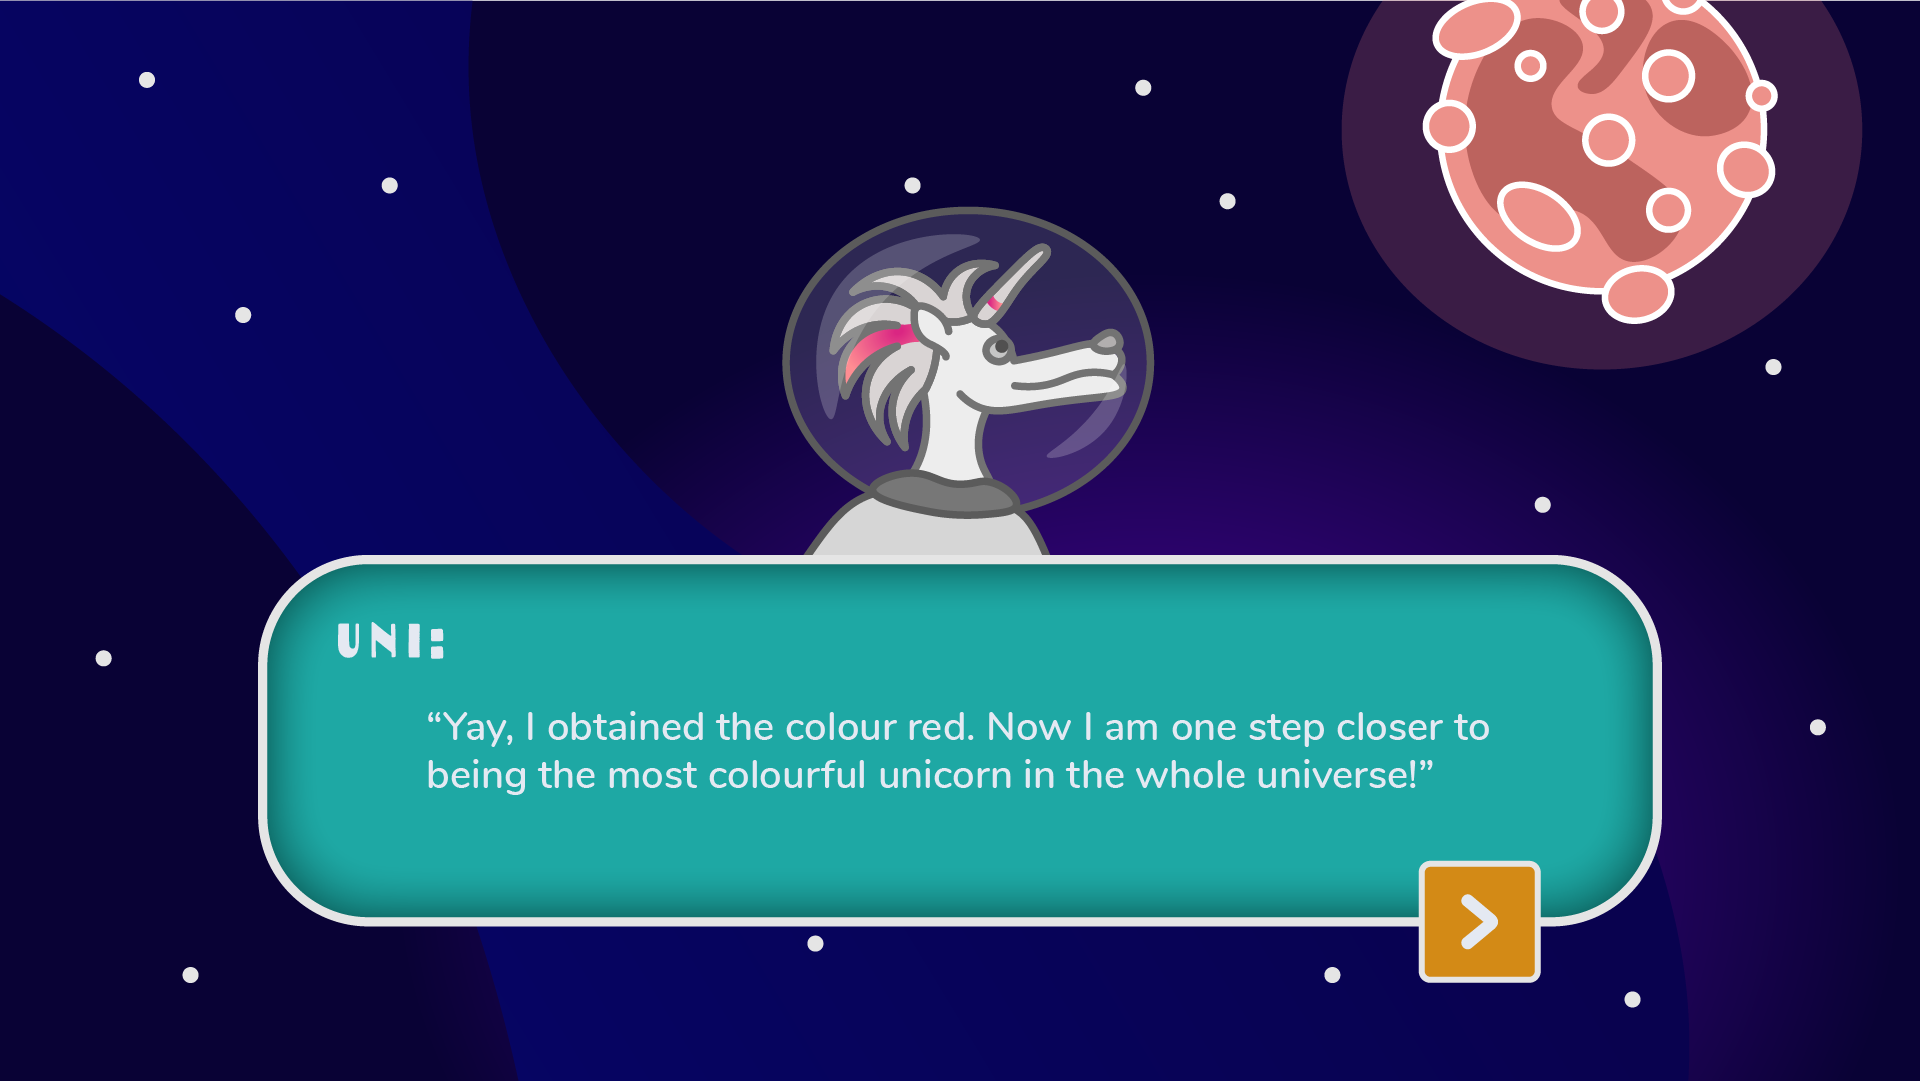 UNI:
“Yay, I obtained the colour red. Now I am one step closer to
being the most colourful unicorn in the whole universe!”